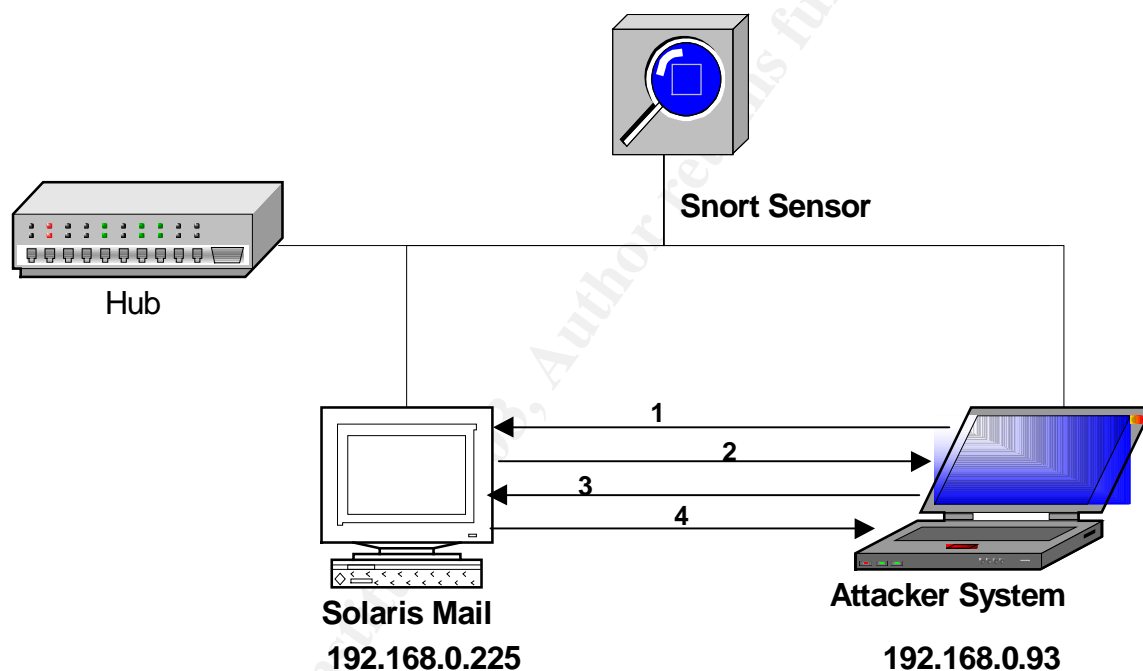 Snort Sensor
Hub
1
2
3
4
Solaris Mail
192.168.0.225
Attacker System
192.168.0.93